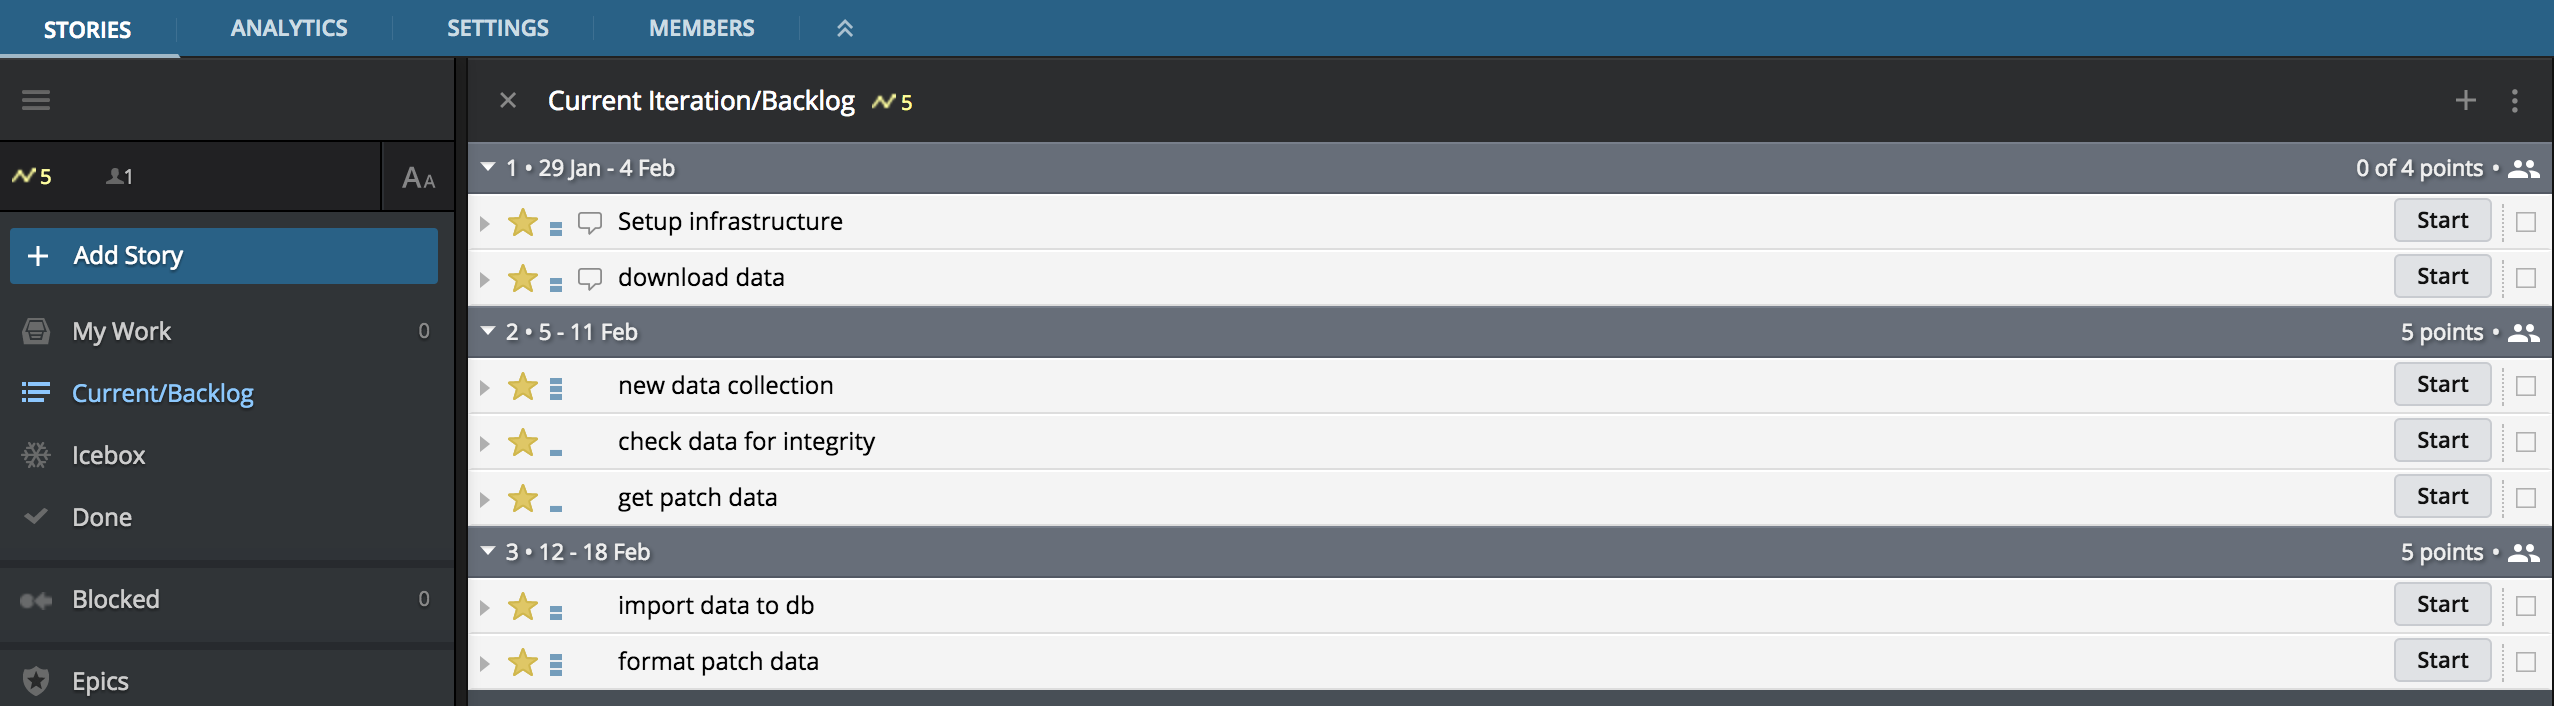 STORIES ANALYTICS SETTINGS MEMBERS
Current Iteration/Backlog 5
5 1 AA
Add Story
My Work 0
Current/Backlog
Icebox
Done
Blocked 0
Epics
1 • 29 Jan - 4 Feb 0 of 4 points •
Setup infrastructure Start
download data Start
2 • 5 - 11 Feb 5 points •
new data collection Start
check data for integrity Start
get patch data Start
3 • 12 - 18 Feb 5 points •
import data to db Start
format patch data Start